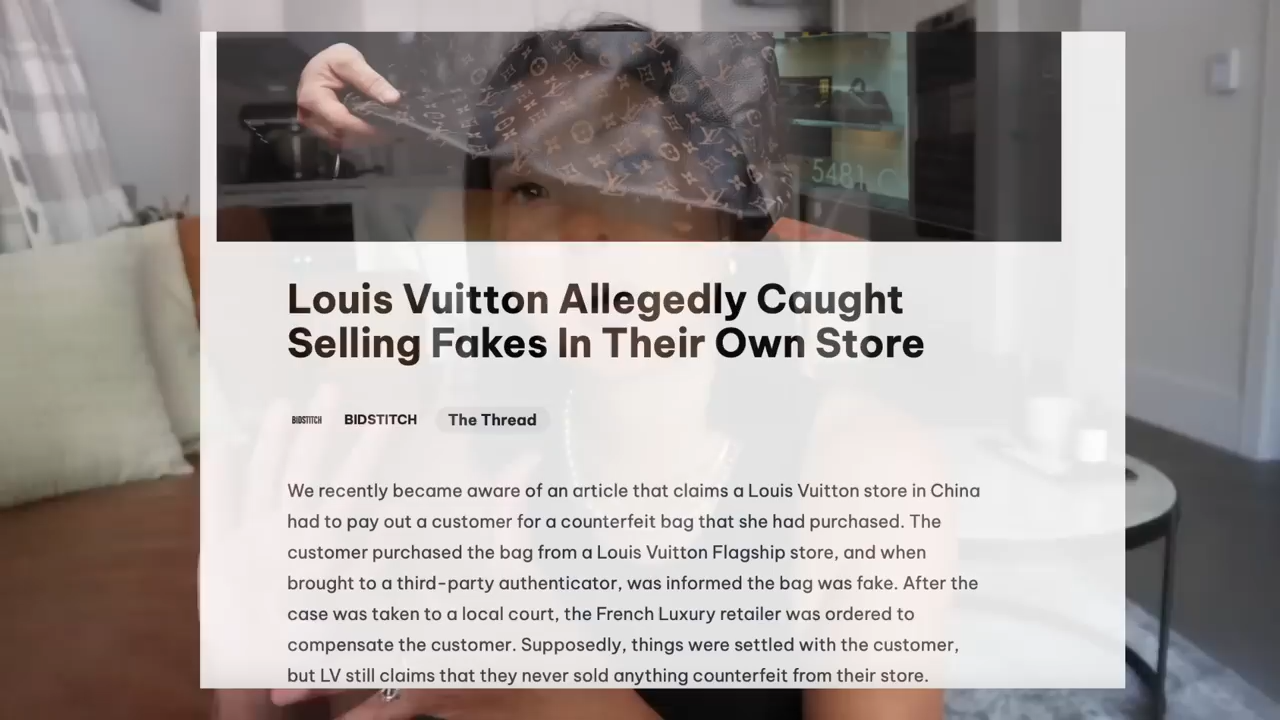 5481 C
Louis Vuitton Allegedly Caught
Selling Fakes In Their Own Store
BIDSTITCH BIDSTITCH The Thread
We recently became aware of an article that claims a Louis Vuitton store in China
had to pay out a customer for a counterfeit bag that she had purchased. The
customer purchased the bag from a Louis Vuitton Flagship store, and when
brought to a third-party authenticator, was informed the bag was fake. After the
case was taken to a local court, the French Luxury retailer was ordered to
compensate the customer. Supposedly, things were settled with the customer,
but LV still claims that they never sold anything counterfeit from their store.